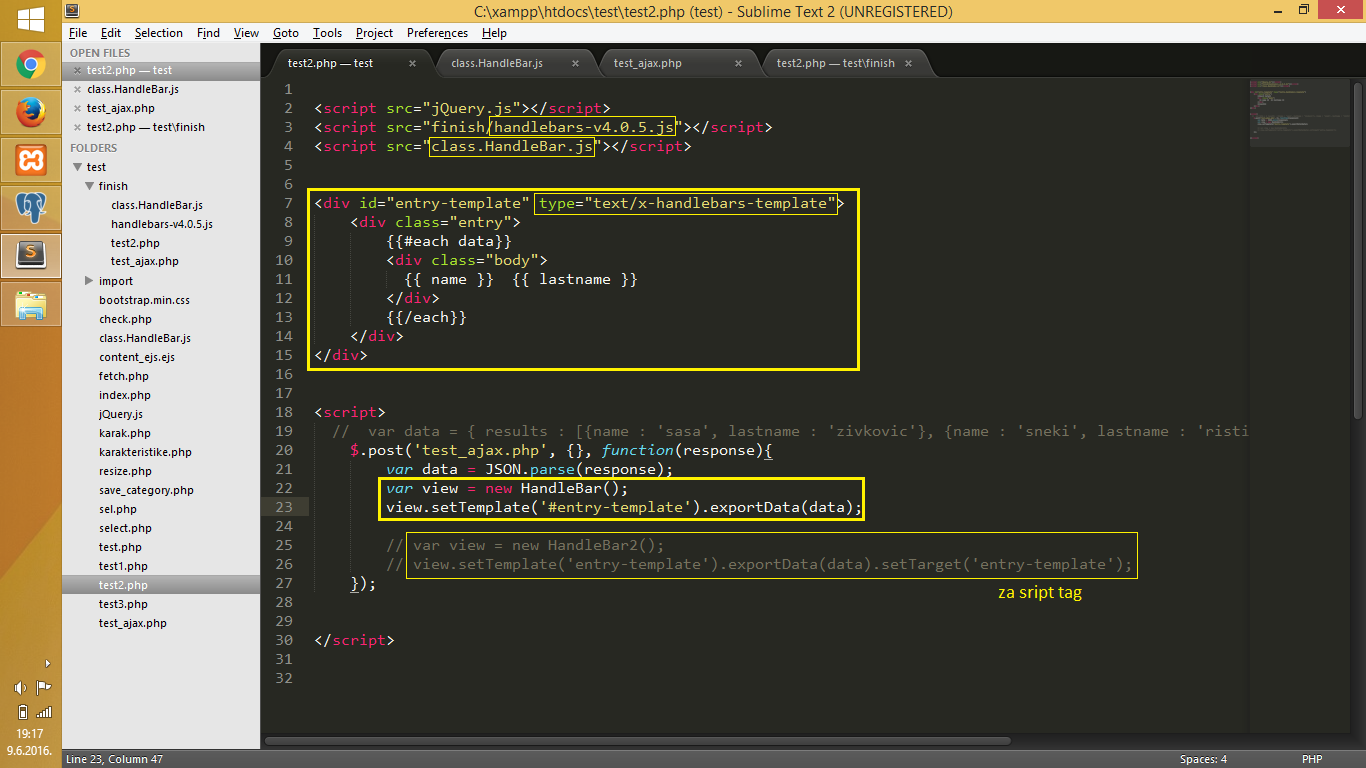 C:\xampp\htdocs\test\test2.php (test) - Sublime Text 2 (UNREGISTERED)
File Edit Selection Find View Goto Tools Project Preferences Help
OPEN FILES
test2.php — test
class.HandleBar.js
test_ajax.php
test2.php — test\finish
FOLDERS
test
finish
class.HandleBar.js
handlebars-v4.0.5.js
test2.php
test_ajax.php
import
bootstrap.min.css
check.php
class.HandleBar.js
content_ejs.ejs
fetch.php
index.php
jQuery.js
karak.php
karakteristike.php
resize.php
save_category.php
sel.php
select.php
test.php
test1.php
test2.php
test3.php
test_ajax.php
19:17
9.6.2016.
test2.php — test class.HandleBar.js test_ajax.php test2.php — test\finish
1
2 <script src="jQuery.js"></script>
3 <script src="finish/handlebars-v4.0.5.js"></script>
4 <script src="class.HandleBar.js"></script>
5
6
7 <div id="entry-template" type="text/x-handlebars-template">
8 <div class="entry">
9 {{#each data}}
10 <div class="body">
11 {{ name }} {{ lastname }}
12 </div>
13 {{/each}}
14 </div>
15 </div>
16
17
18 <script>
19 // var data = { results : [{name : 'sasa', lastname : 'zivkovic'}, {name : 'sneki', lastname : 'risti
20 $.post('test_ajax.php', {}, function(response){
21 var data = JSON.parse(response);
22 var view = new HandleBar();
23 view.setTemplate('#entry-template').exportData(data);
24
25 // var view = new HandleBar2();
26 // view.setTemplate('entry-template').exportData(data).setTarget('entry-template');
27 });
za sript tag
28
29
30 </script>
31
32
Line 23, Column 47 Spaces: 4 PHP